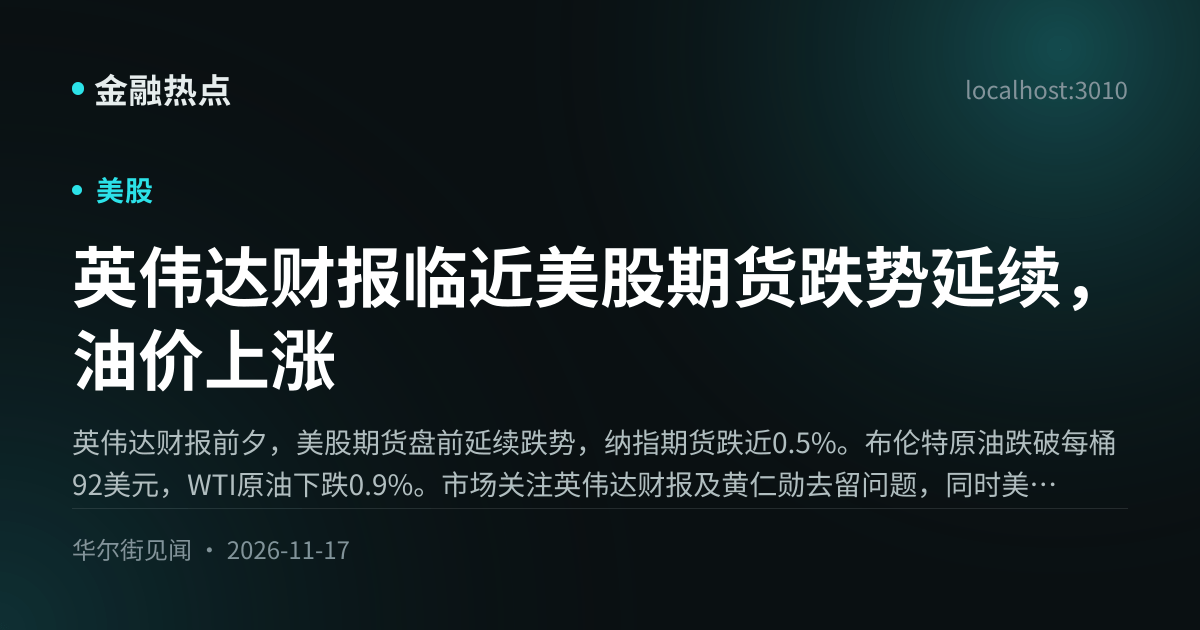 金融热点
localhost:3010
美股
英伟达财报临近美股期货跌势延续，
油价上涨
英伟达财报前夕，美股期货盘前延续跌势，纳指期货跌近0.5%。布伦特原油跌破每桶
92美元，WTI原油下跌0.9%。市场关注英伟达财报及黄仁勋去留问题，同时美…
华尔街见闻 • 2026-11-17